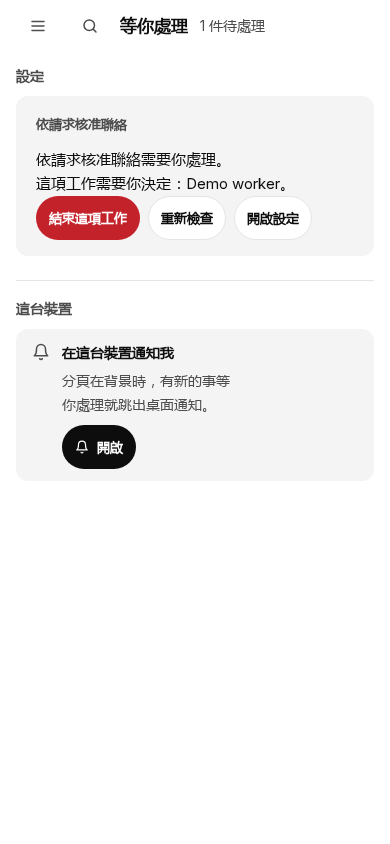 等你處理 1 件待處理
設定
依請求核准聯絡
依請求核准聯絡需要你處理。
這項工作需要你決定：Demo worker。
結束這項工作 重新檢查 開啟設定
這台裝置
在這台裝置通知我
分頁在背景時，有新的事等
你處理就跳出桌面通知。
開啟